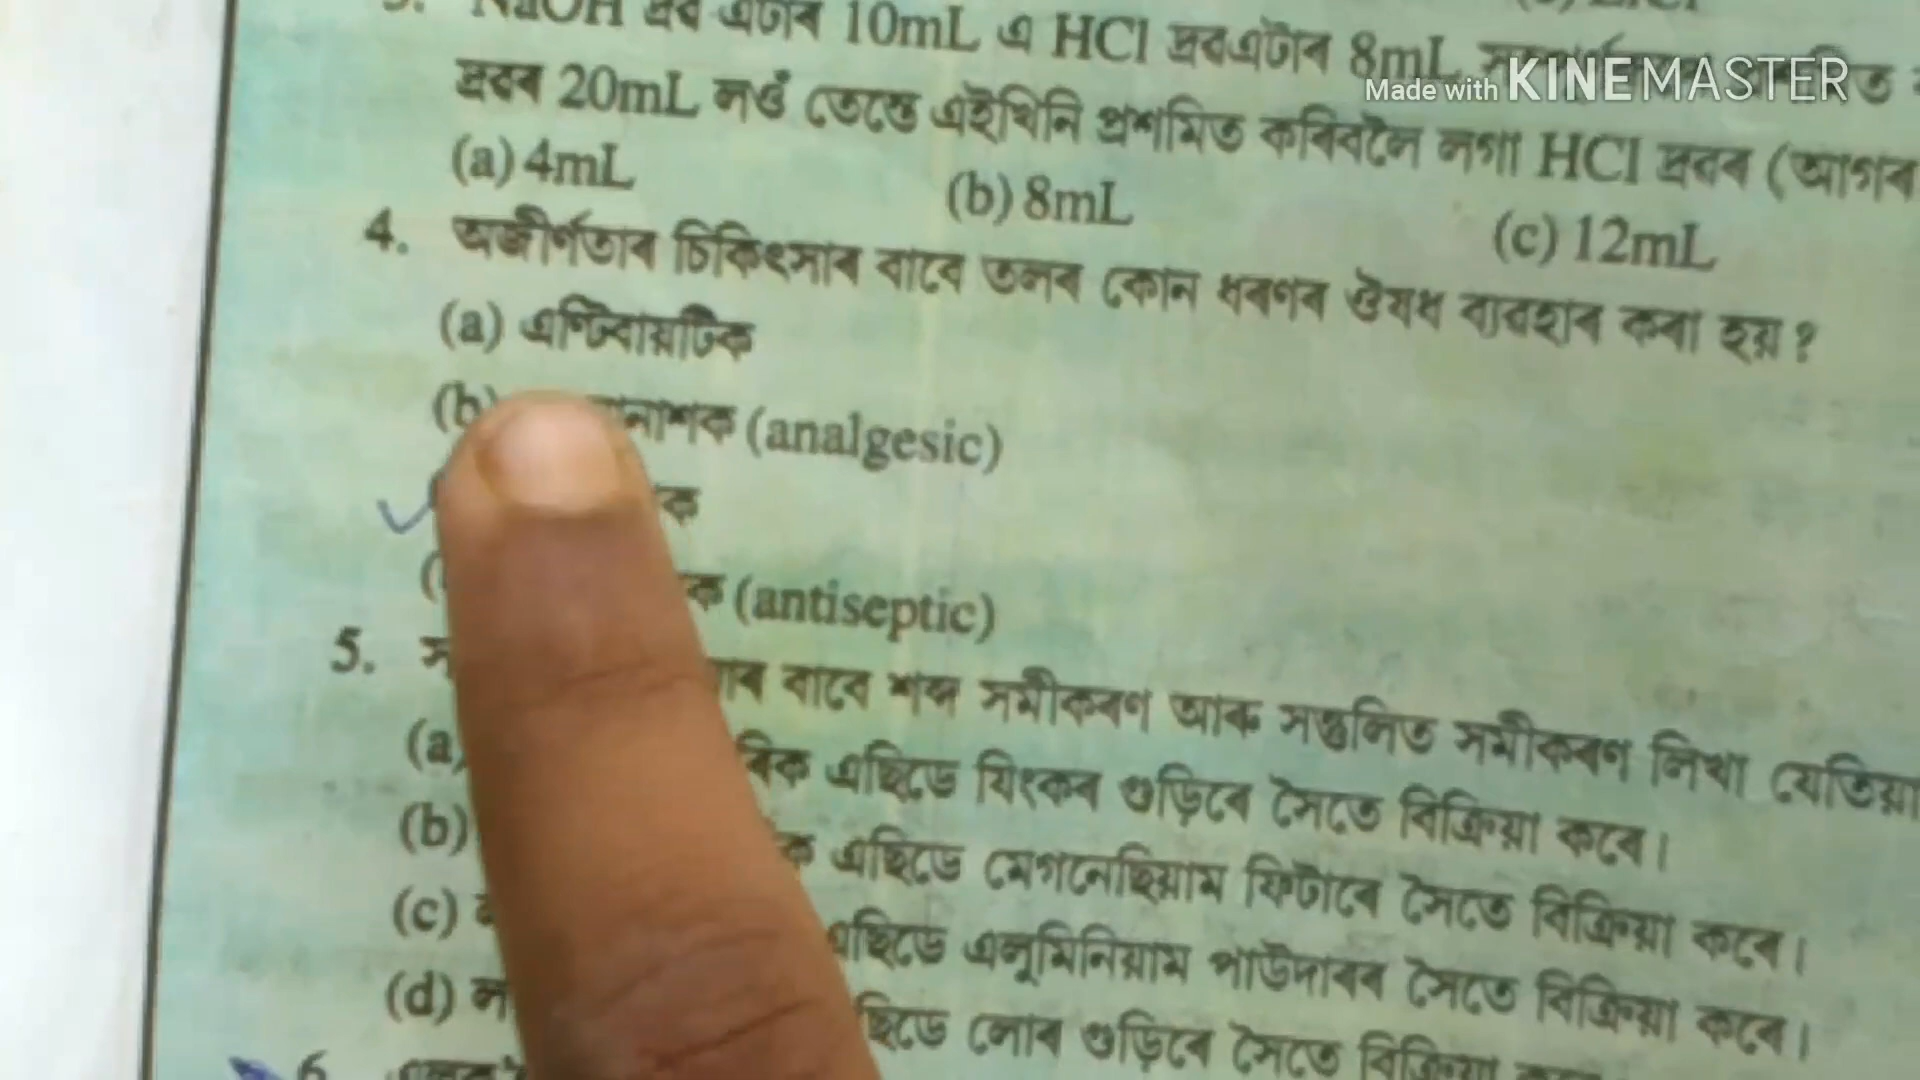 NaOH দ্ৰৱ এটাৰ 10mL এ HCl দ্ৰৱএটাৰ 8mL
Made with KINEMASTER
দ্ৰৱৰ 20mL লওঁ তেন্তে এইখিনি প্ৰশমিত কৰিবলৈ লগা HCl দ্ৰৱৰ (আগৰ
(a) 4mL (b) 8mL (c) 12mL
4. অজীৰ্ণতাৰ চিকিৎসাৰ বাবে তলৰ কোন ধৰণৰ ঔষধ ব্যৱহাৰ কৰা হয়?
(a) এণ্টিবায়টিক
(b) (analgesic)
(antiseptic)
5. বাবে শব্দ সমীকৰণ আৰু সন্তুলিত সমীকৰণ লিখা যেতিয়া
(a) এছিডে যিংকৰ গুড়িৰে সৈতে বিক্ৰিয়া কৰে।
(b) এছিডে মেগনেছিয়াম ফিটাৰে সৈতে বিক্ৰিয়া কৰে।
(c) এছিডে এলুমিনিয়াম পাউদাৰৰ সৈতে বিক্ৰিয়া কৰে।
(d) লোৰ গুড়িৰে সৈতে বিক্ৰিয়া
6